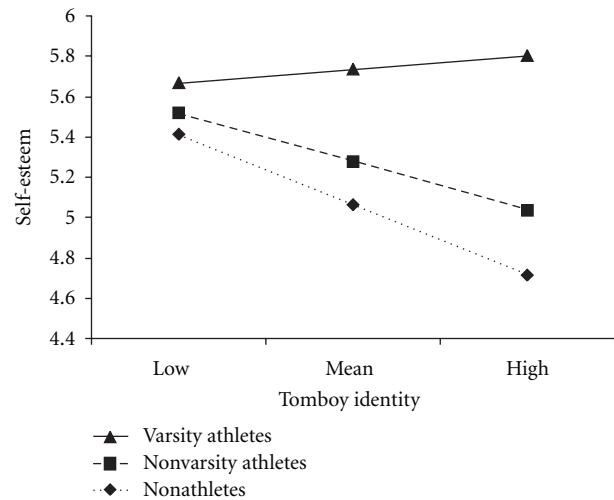 6
5.8
5.6
5.4
5.2
5
4.8
4.6
4.4
Self-esteem
Low Mean High
Tomboy identity
Varsity athletes
Nonvarsity athletes
Nonathletes